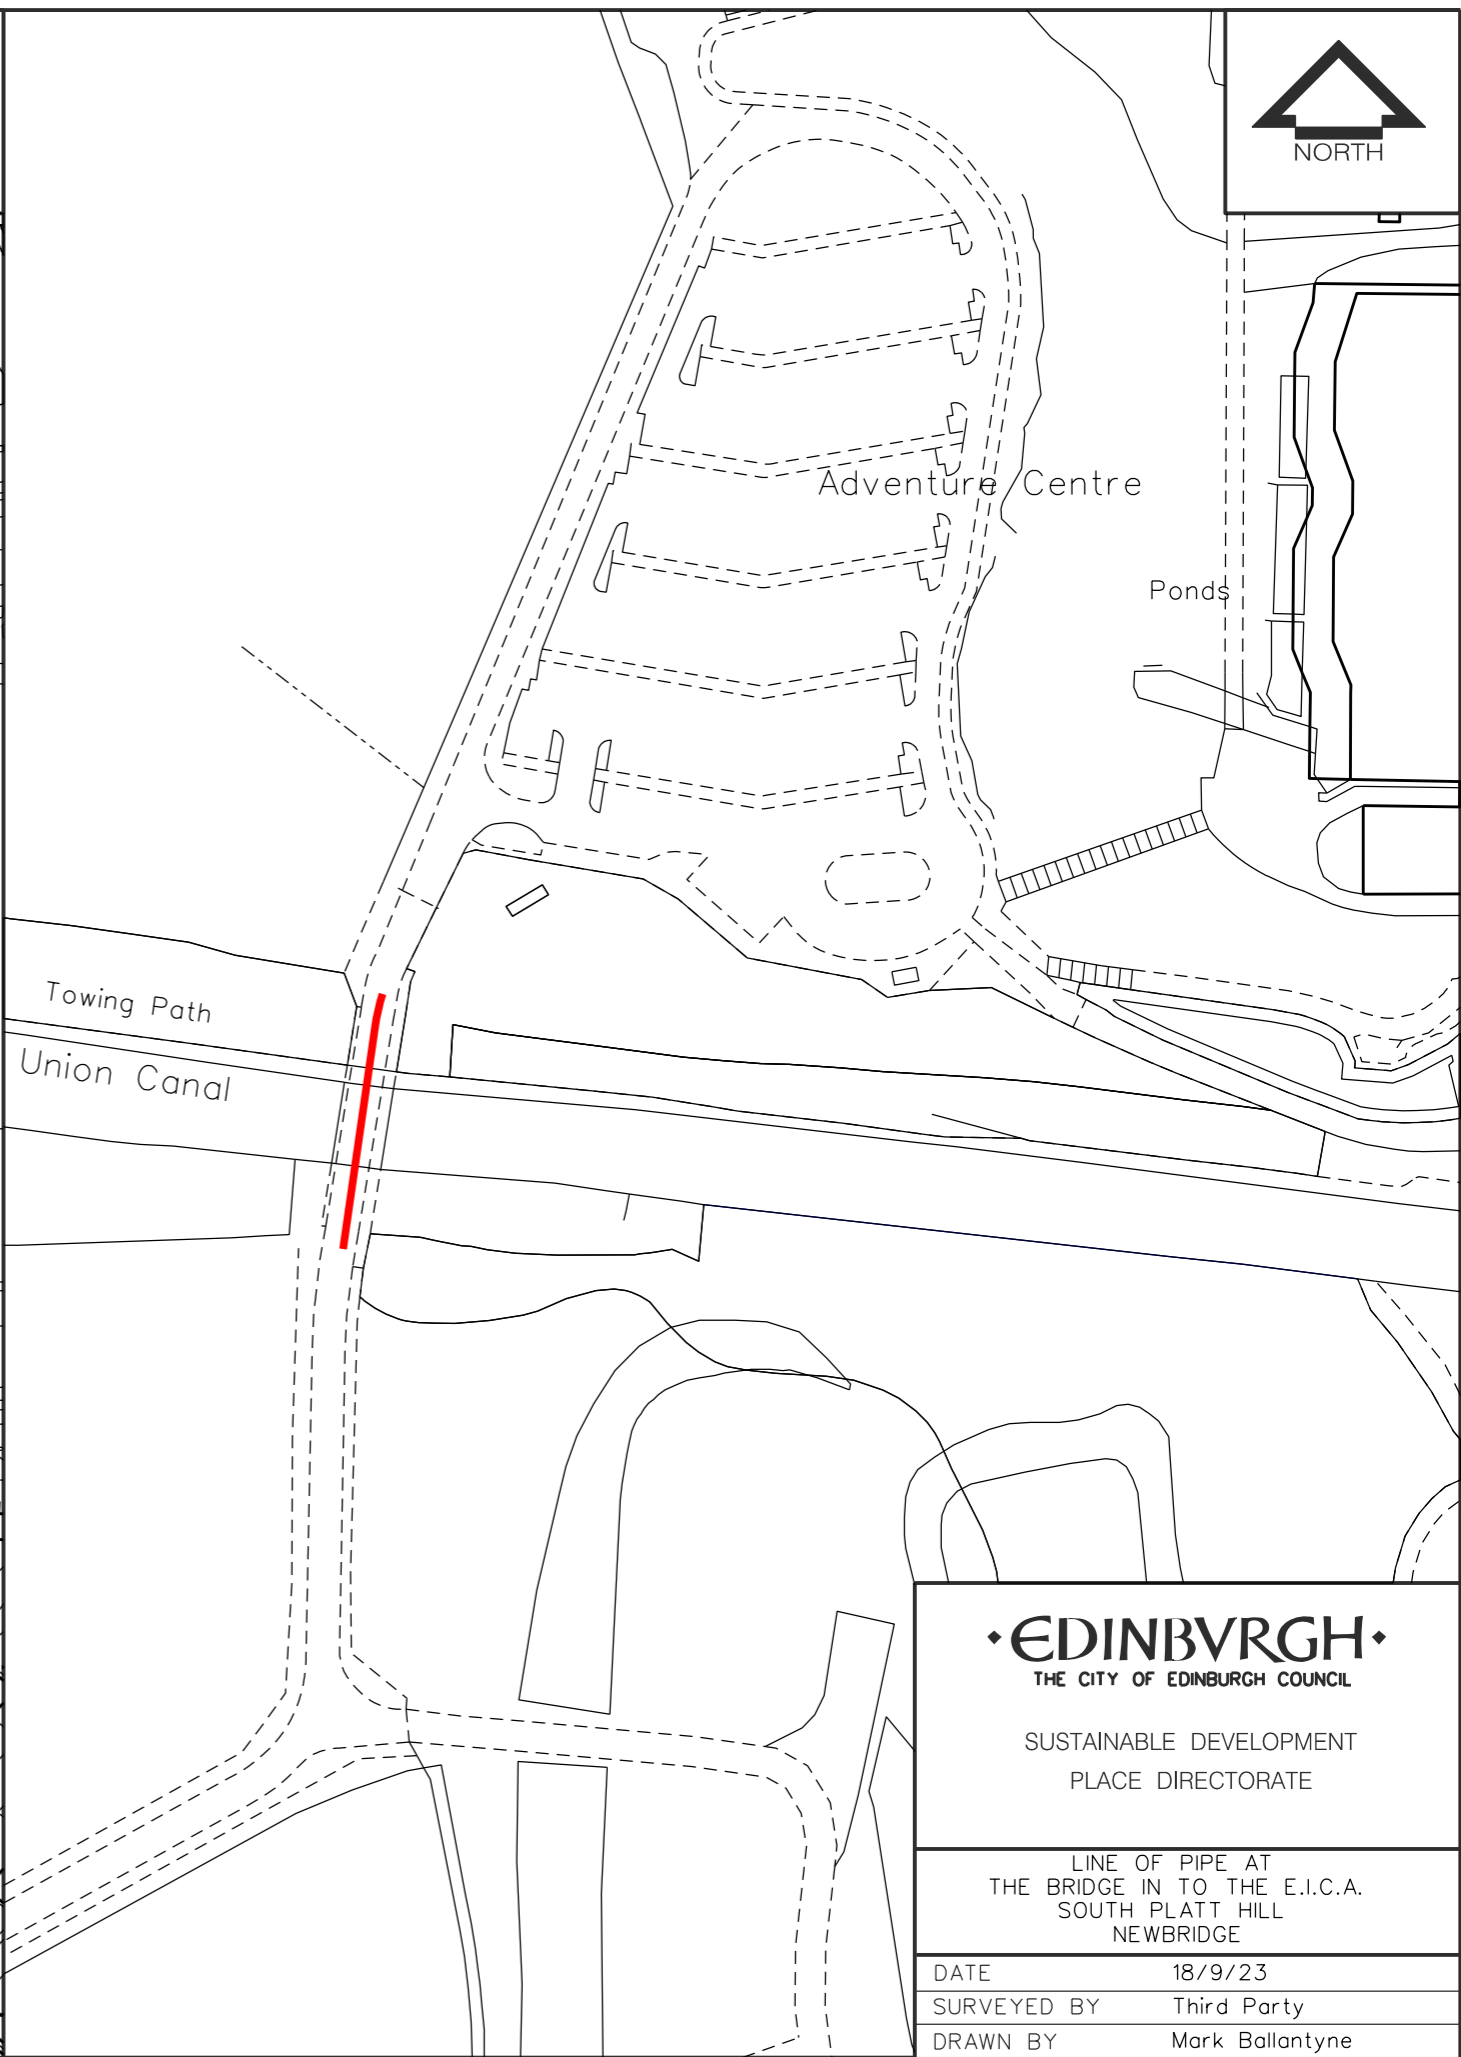 NORTH
Adventure Centre
Ponds
Towing Path
Union Canal
·EDINBVRGH·
THE CITY OF EDINBURGH COUNCIL
SUSTAINABLE DEVELOPMENT
PLACE DIRECTORATE
LINE OF PIPE AT
THE BRIDGE IN TO THE E.I.C.A.
SOUTH PLATT HILL
NEWBRIDGE
DATE 18/9/23
SURVEYED BY Third Party
DRAWN BY Mark Ballantyne